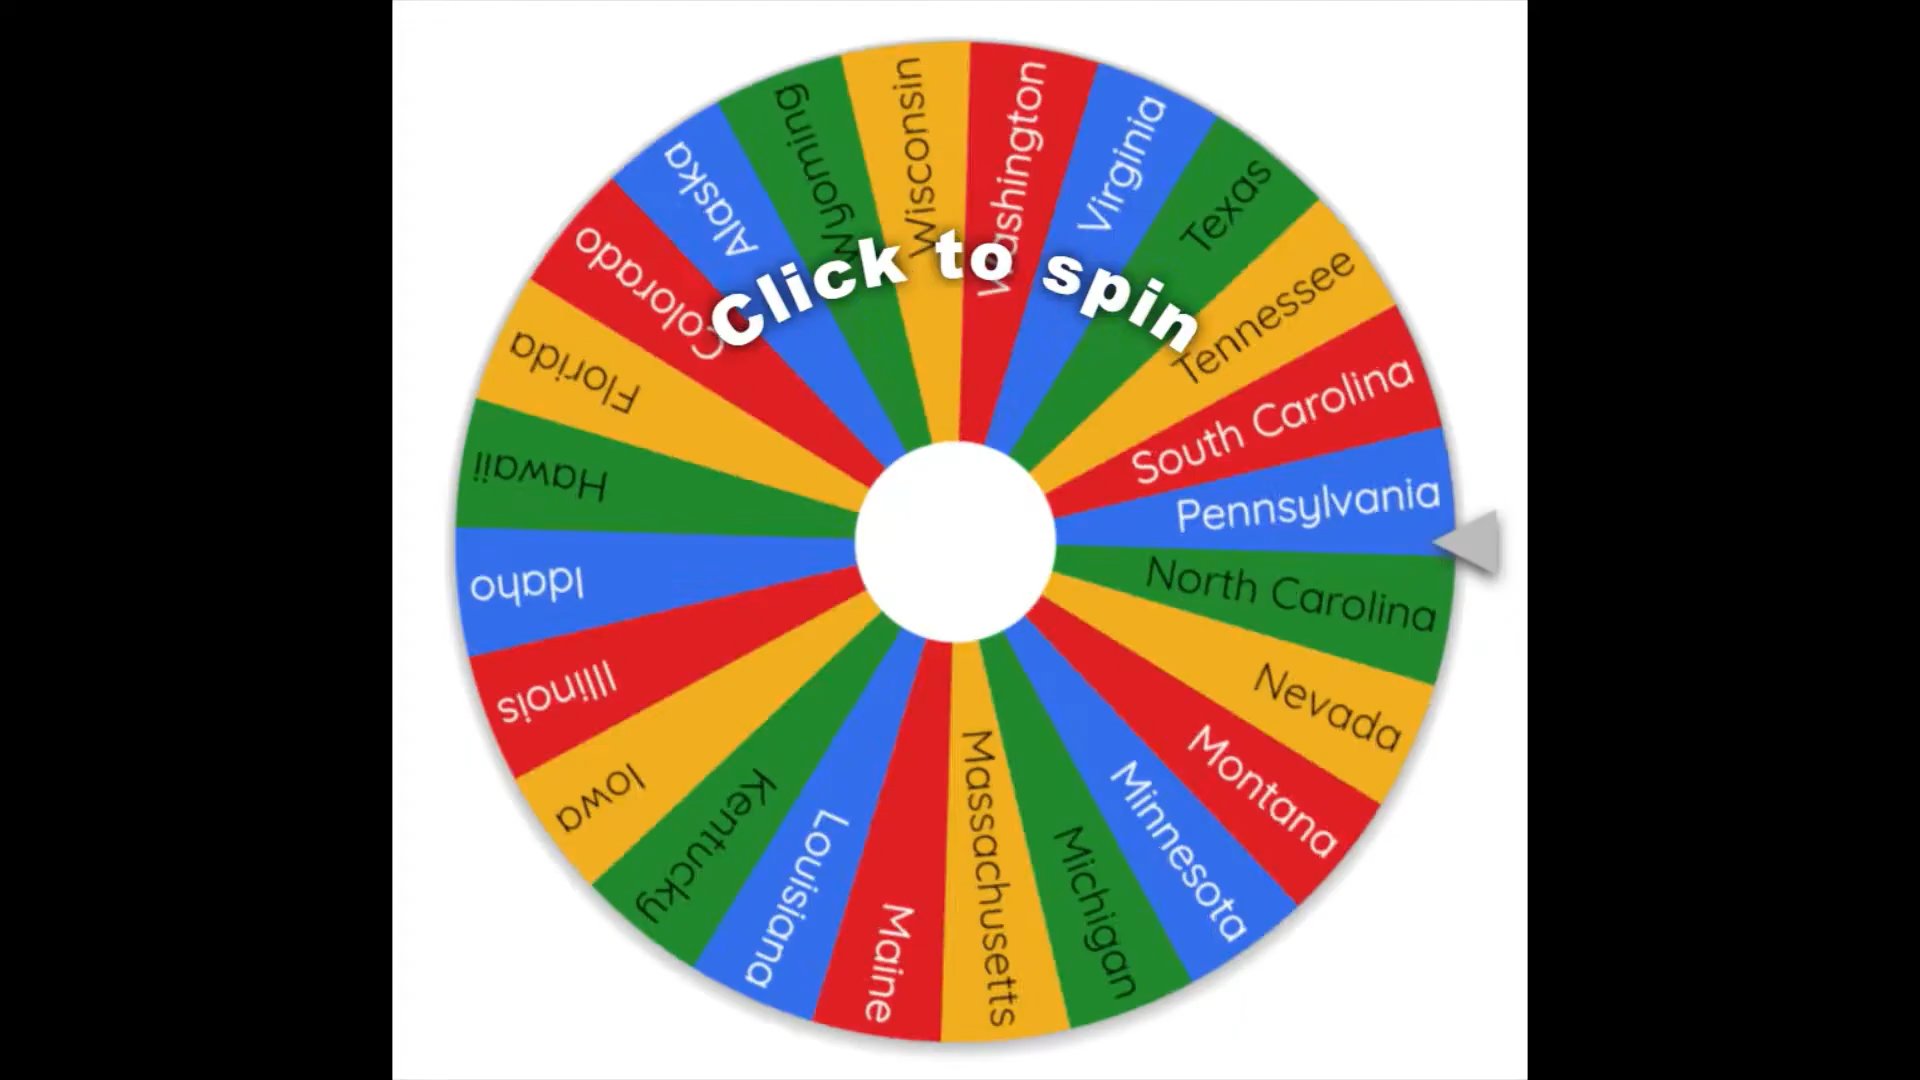 Click to spin
Wisconsin
Washington
Virginia
Texas
Tennessee
South Carolina
Pennsylvania
North Carolina
Nevada
Montana
Minnesota
Michigan
Massachusetts
Maine
Louisiana
Kentucky
Iowa
Illinois
Idaho
Hawaii
Florida
Colorado
Alaska
Wyoming